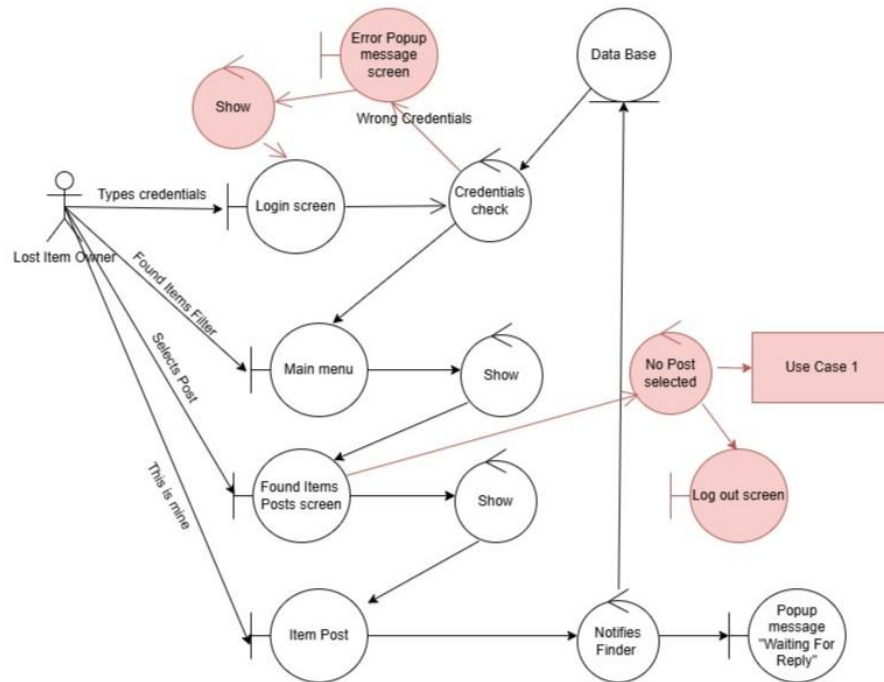 Error Popup
message
screen
Data Base
Show
Wrong Credentials
Types credentials
Login screen
Credentials
check
Lost Item Owner
Found Items Filter
Selects Post
This is mine
Main menu
Show
No Post
selected
Use Case 1
Found Items
Posts screen
Show
Log out screen
Item Post
Notifies
Finder
Popup
message
"Waiting For
Reply"